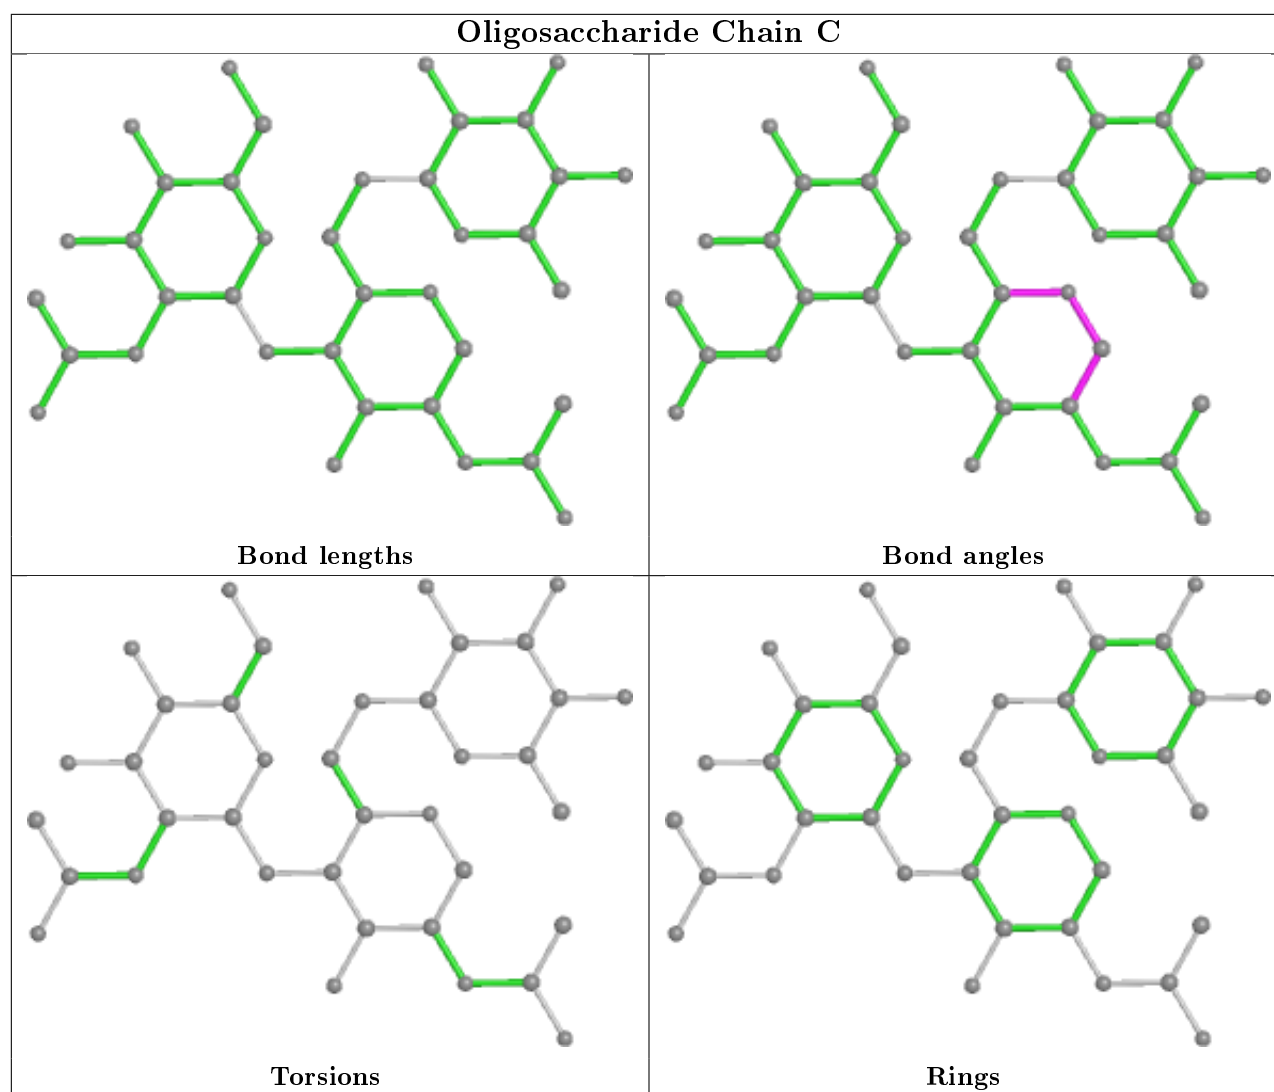 Oligosaccharide Chain C
Bond lengths
Bond angles
Torsions
Rings